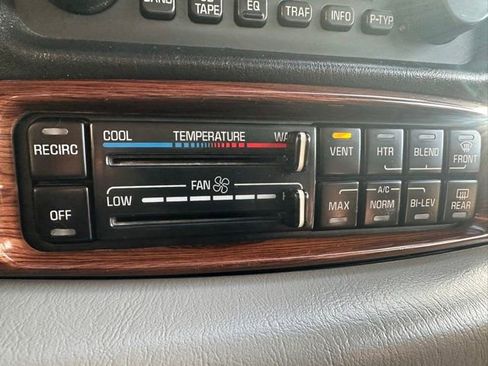 TAPE EQ TRAF INFO P-TYP
RECIRC
COOL TEMPERATURE
VENT HTR BLEND FRONT
OFF
FAN
LOW
A/C
MAX NORM BI-LEV REAR